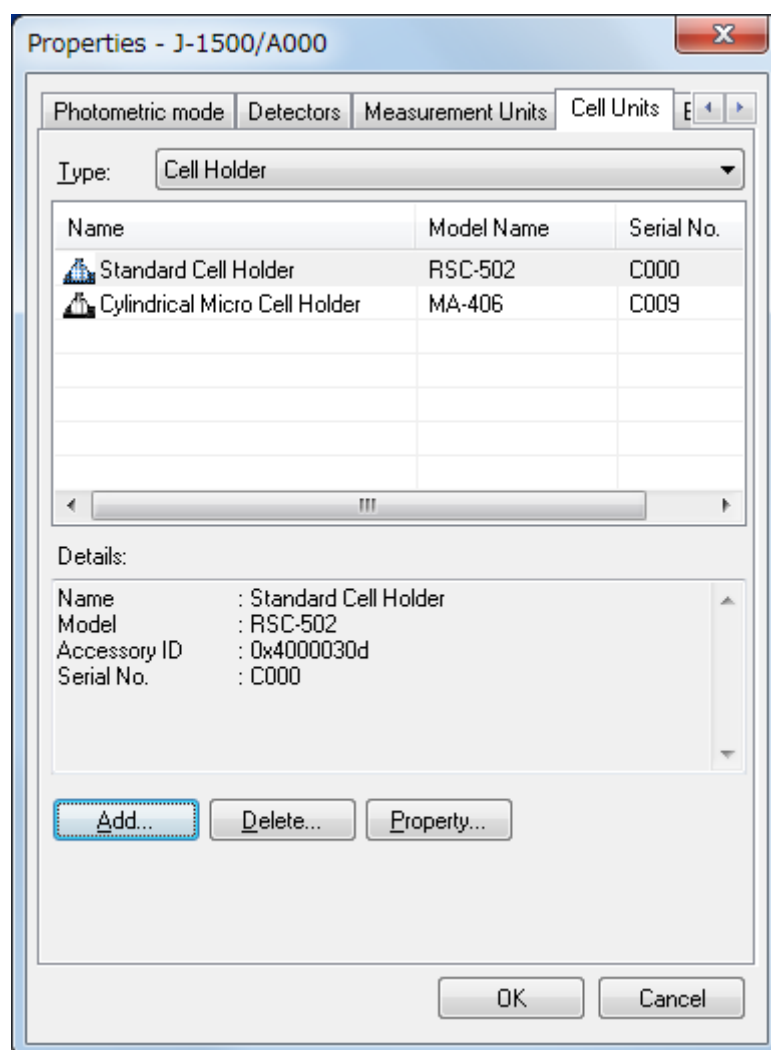 Properties - J-1500/A000
Photometric mode Detectors Measurement Units Cell Units
Type: Cell Holder
Name Model Name Serial No.
Standard Cell Holder RSC-502 C000
Cylindrical Micro Cell Holder MA-406 C009
Details:
Name : Standard Cell Holder
Model : RSC-502
Accessory ID : 0x4000030d
Serial No. : C000
Add... Delete... Property...
OK Cancel